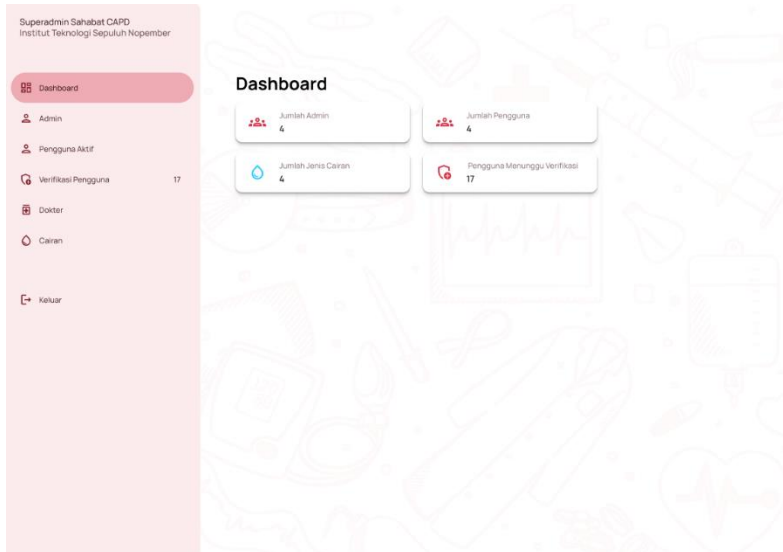 Superadmin Sahabat CAPD
Institut Teknologi Sepuluh Nopember
Dashboard
Admin
Pengguna Aktif
Verifikasi Pengguna 17
Dokter
Cairan
Keluar
Dashboard
Jumlah Admin
4
Jumlah Pengguna
4
Jumlah Jenis Cairan
4
Pengguna Menunggu Verifikasi
17